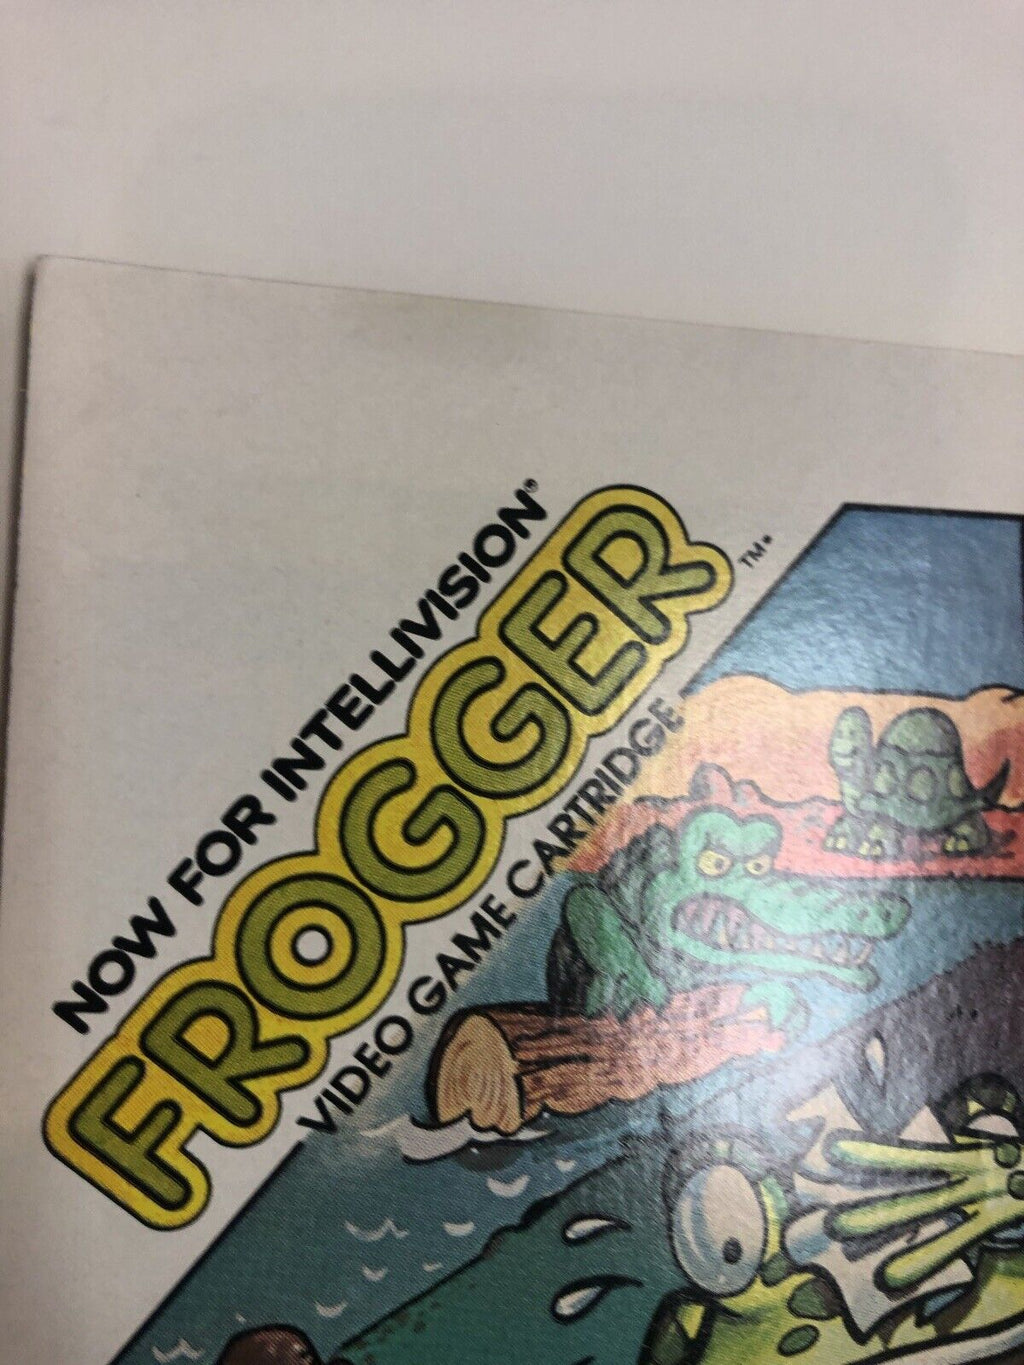 NOW FOR INTELLIVISION®
FROGGER™
VIDEO GAME CARTRIDGE